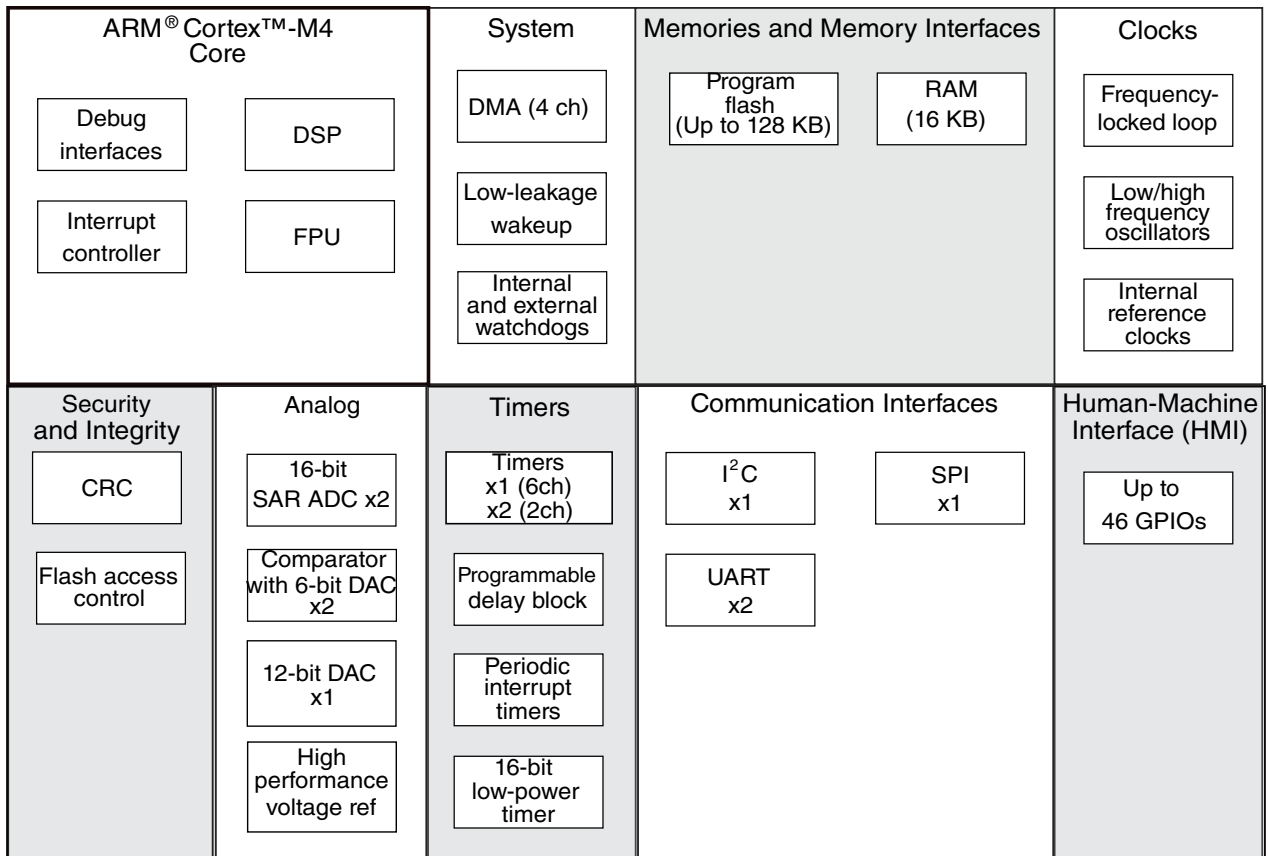 ARM® Cortex™-M4
Core
Debug
interfaces
DSP
Interrupt
controller
FPU
System
DMA (4 ch)
Low-leakage
wakeup
Internal
and external
watchdogs
Memories and Memory Interfaces
Program
flash
(Up to 128 KB)
RAM
(16 KB)
Clocks
Frequency-
locked loop
Low/high
frequency
oscillators
Internal
reference
clocks
Security
and Integrity
CRC
Flash access
control
Analog
16-bit
SAR ADC x2
Comparator
with 6-bit DAC
x2
12-bit DAC
x1
High
performance
voltage ref
Timers
Timers
x1 (6ch)
x2 (2ch)
Programmable
delay block
Periodic
interrupt
timers
16-bit
low-power
timer
Communication Interfaces
I²C
x1
SPI
x1
UART
x2
Human-Machine
Interface (HMI)
Up to
46 GPIOs